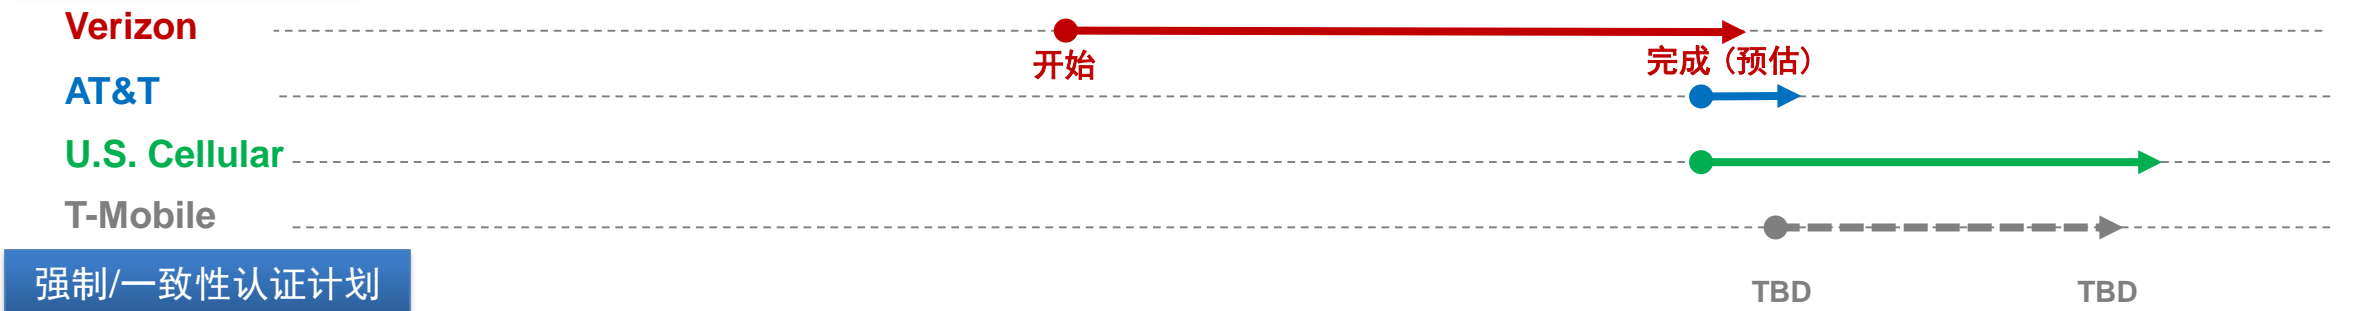 Verizon
开始
完成（预估）
AT&T
U.S. Cellular
T-Mobile
强制/一致性认证计划
TBD
TBD